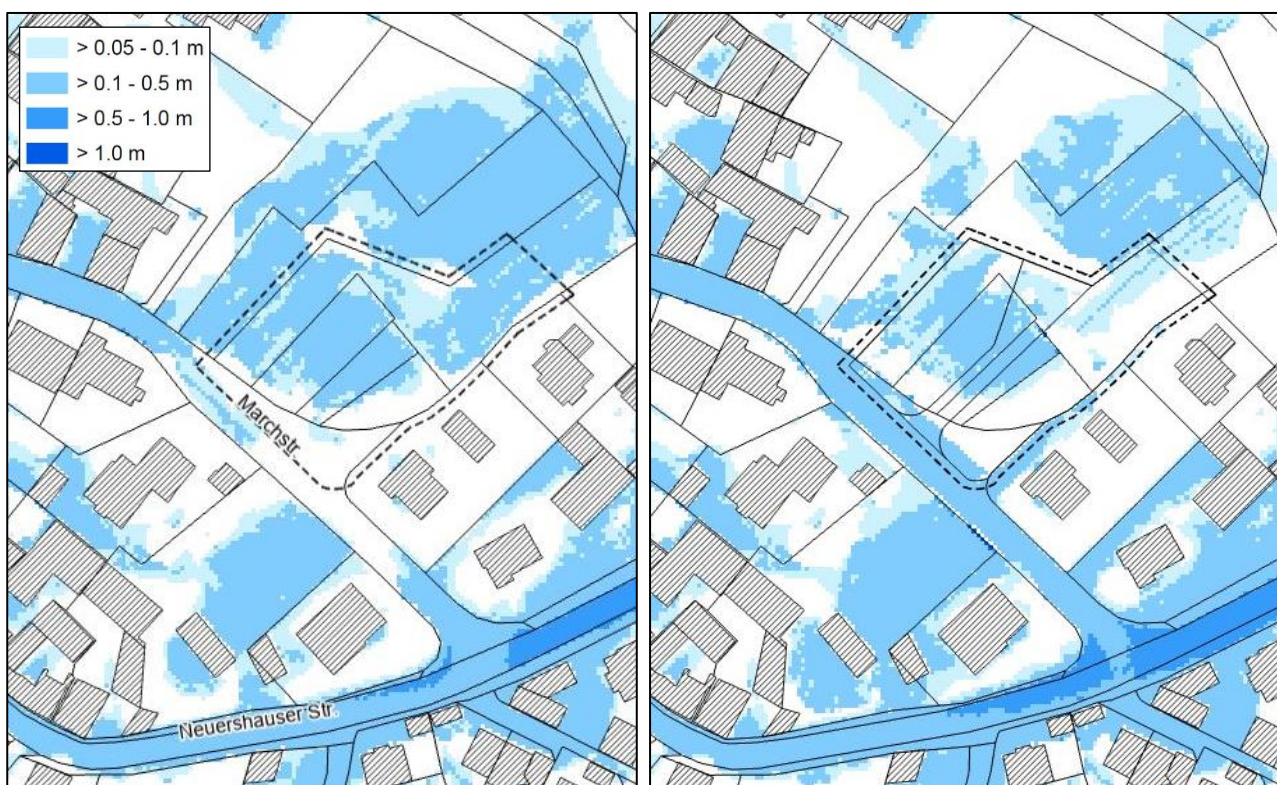 > 0.05 - 0.1 m
> 0.1 - 0.5 m
> 0.5 - 1.0 m
> 1.0 m
Marchstr.
Neuershauser Str.